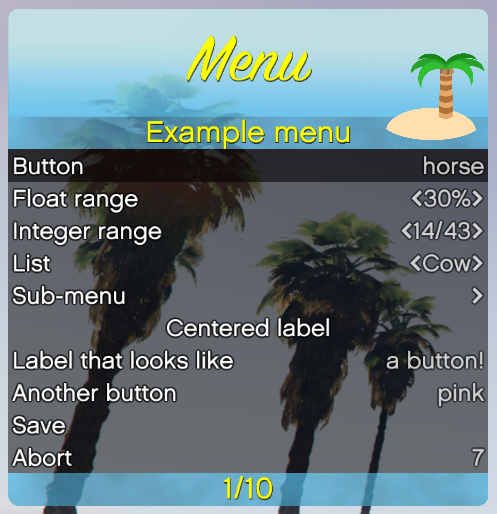 Menu
Example menu
Button horse
Float range <30%>
Integer range <14/43>
List <Cow>
Sub-menu >
Centered label
Label that looks like a button!
Another button pink
Save
Abort 7
1/10